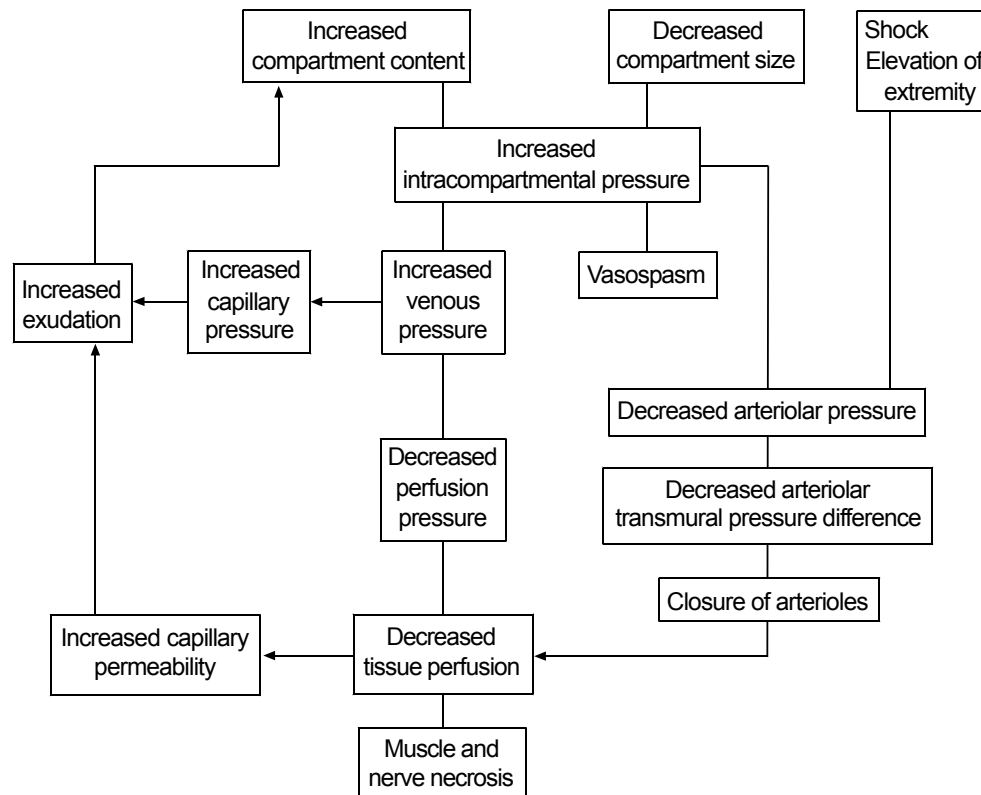 Increased
compartment content
Decreased
compartment size
Shock
Elevation of
extremity
Increased
intracompartmental pressure
Vasospasm
Increased
exudation
Increased
capillary
pressure
Increased
venous
pressure
Decreased arteriolar pressure
Decreased
perfusion
pressure
Decreased arteriolar
transmural pressure difference
Closure of arterioles
Increased capillary
permeability
Decreased
tissue perfusion
Muscle and
nerve necrosis